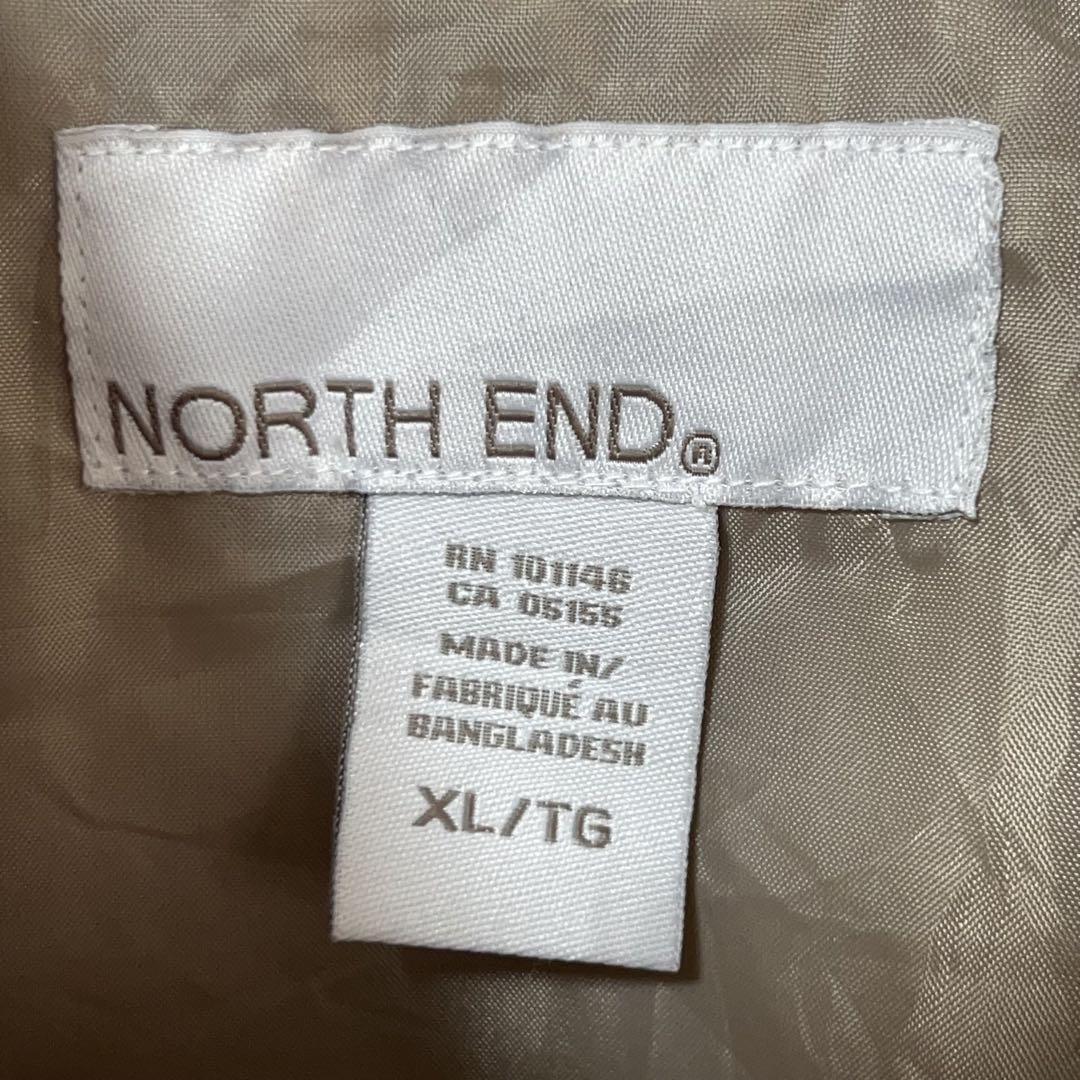 NORTH END®
RN 101146
CA 05155
MADE IN/
FABRIQUÉ AU
BANGLADESH
XL/TG